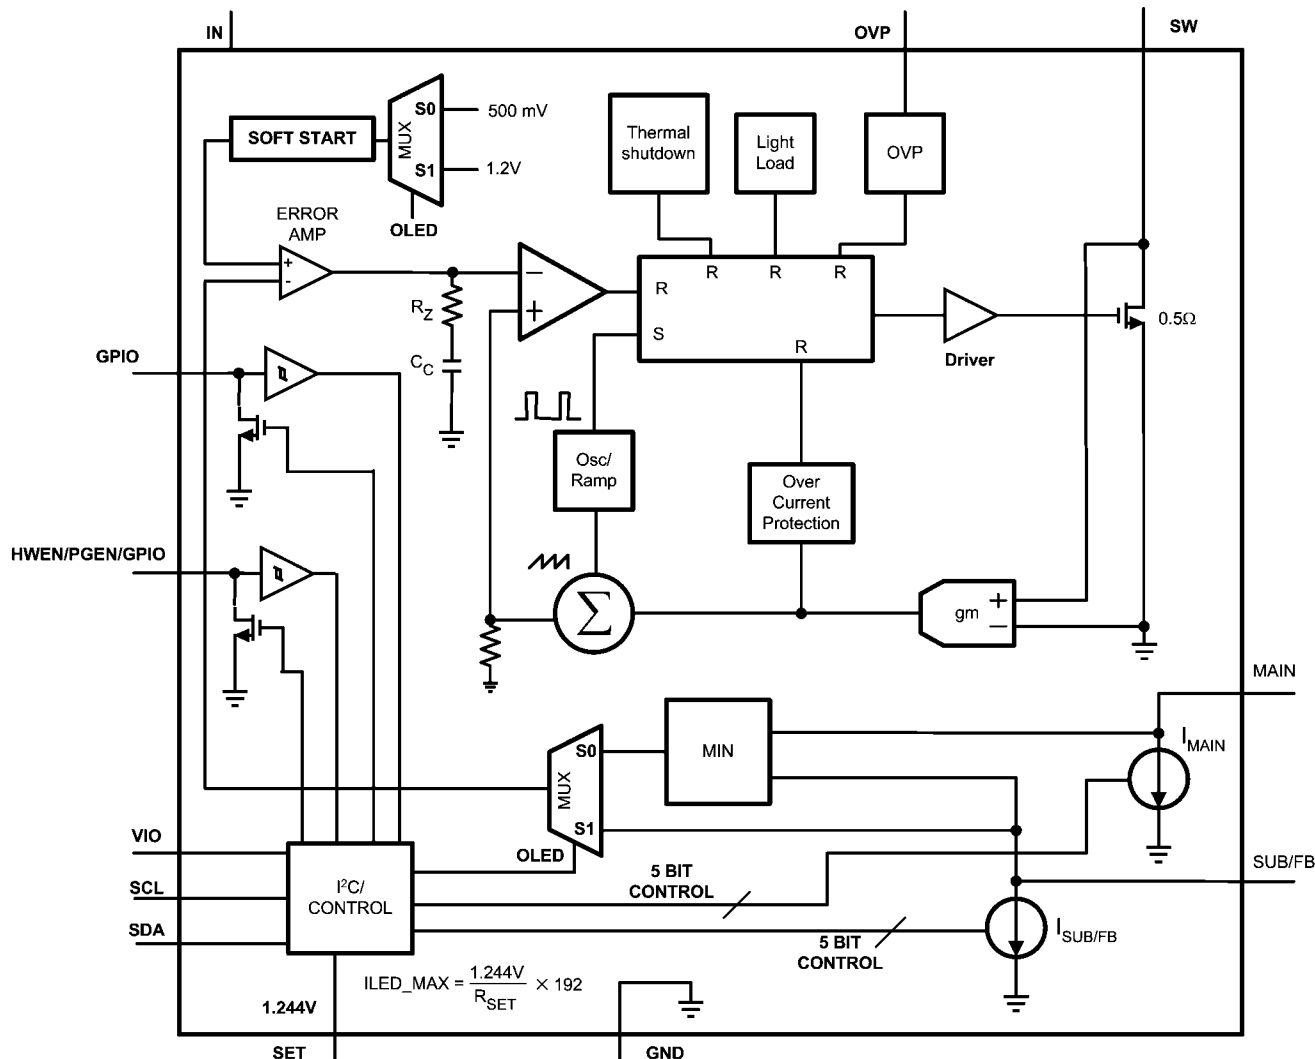 IN
OVP
SW
SOFT START
MUX
S0
500 mV
S1
1.2V
OLED
Thermal
shutdown
Light
Load
OVP
ERROR
AMP
+
-
R
R
R
R
S
R
−
+
RZ
CC
Driver
0.5Ω
GPIO
Osc/
Ramp
Over
Current
Protection
HWEN/PGEN/GPIO
Σ
gm
+
−
MAIN
MUX
S0
S1
MIN
IMAIN
OLED
VIO
SCL
SDA
I²C/
CONTROL
5 BIT
CONTROL
5 BIT
CONTROL
SUB/FB
ISUB/FB
1.244V
ILED_MAX = 1.244V / RSET × 192
SET
GND